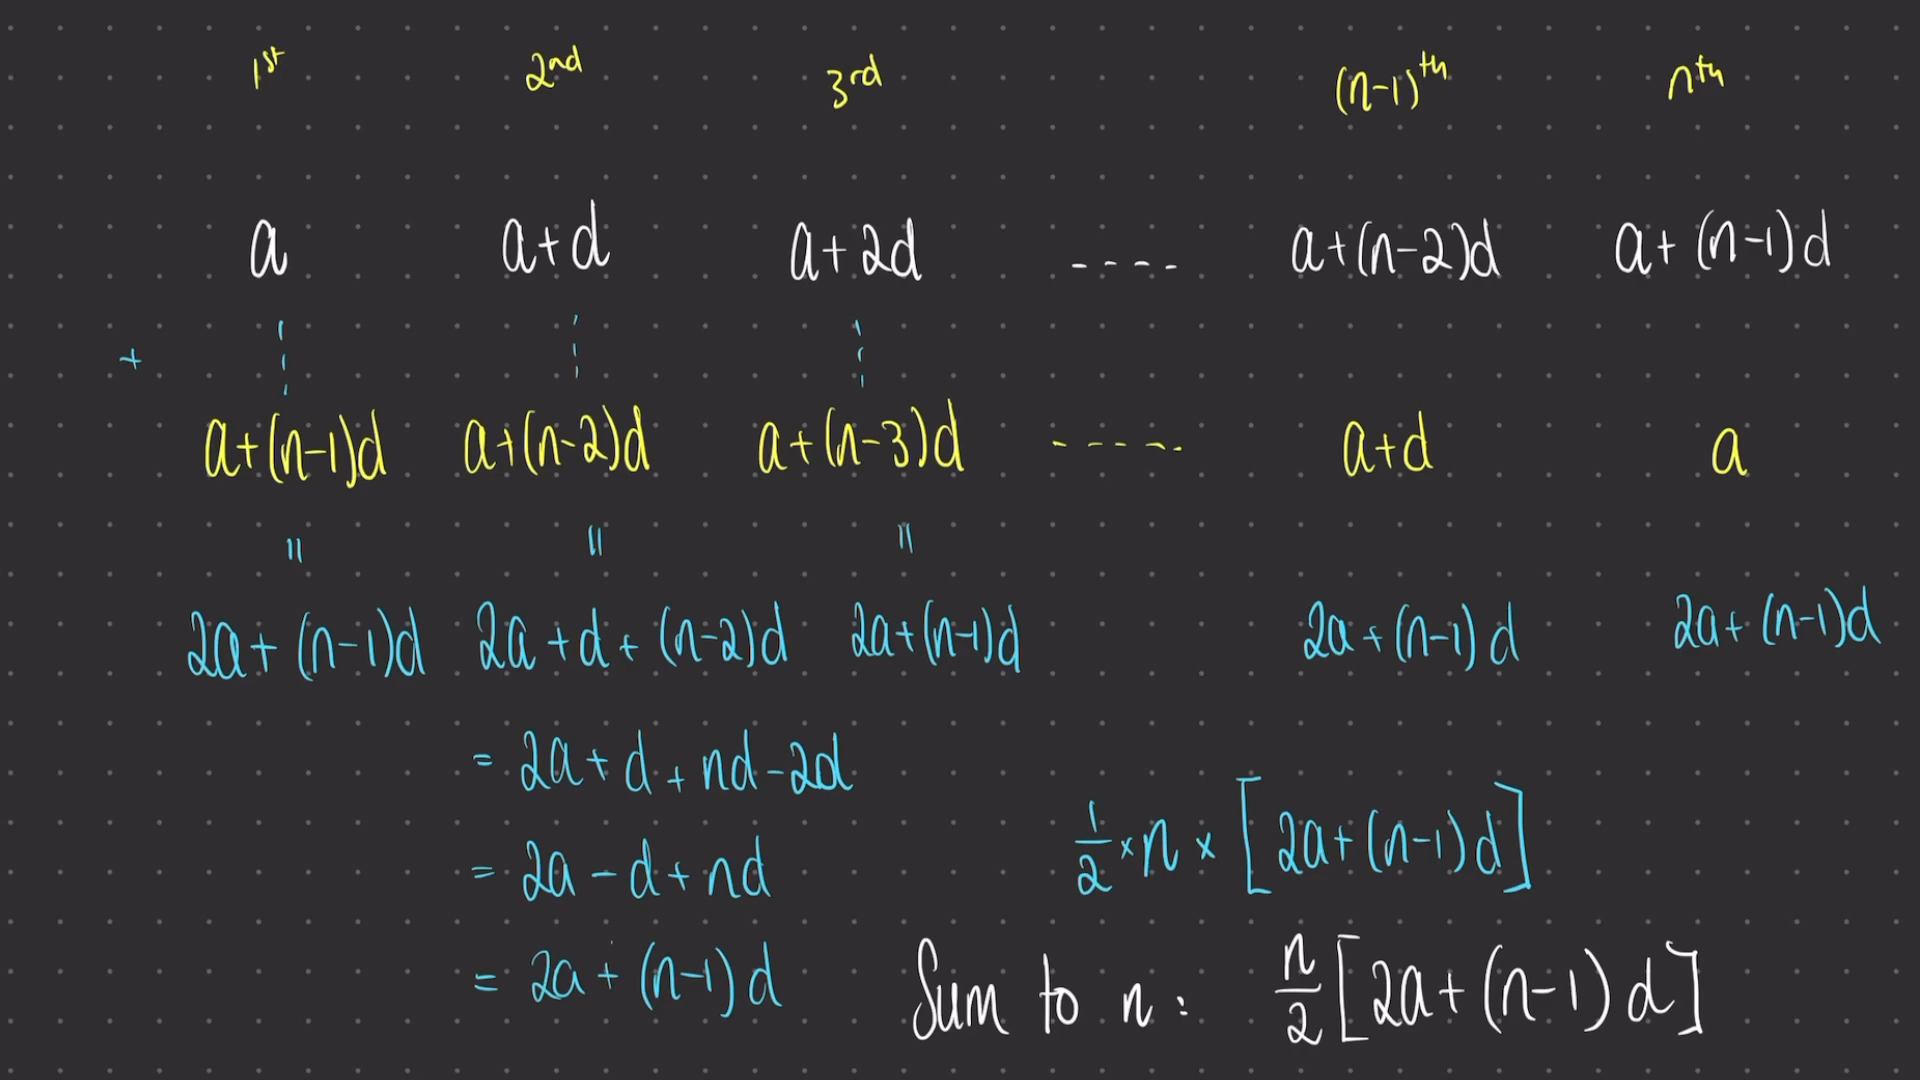 1st 2nd 3rd (n-1)th nth
a a+d a+2d ---- a+(n-2)d a+(n-1)d
+
a+(n-1)d a+(n-2)d a+(n-3)d ----- a+d a
= = =
2a+(n-1)d 2a+d+(n-2)d 2a+(n-1)d 2a+(n-1)d 2a+(n-1)d
= 2a+d+nd-2d
1/2 × n × [2a+(n-1)d]
= 2a-d+nd
= 2a+(n-1)d
Sum to n: n/2 [2a+(n-1)d]